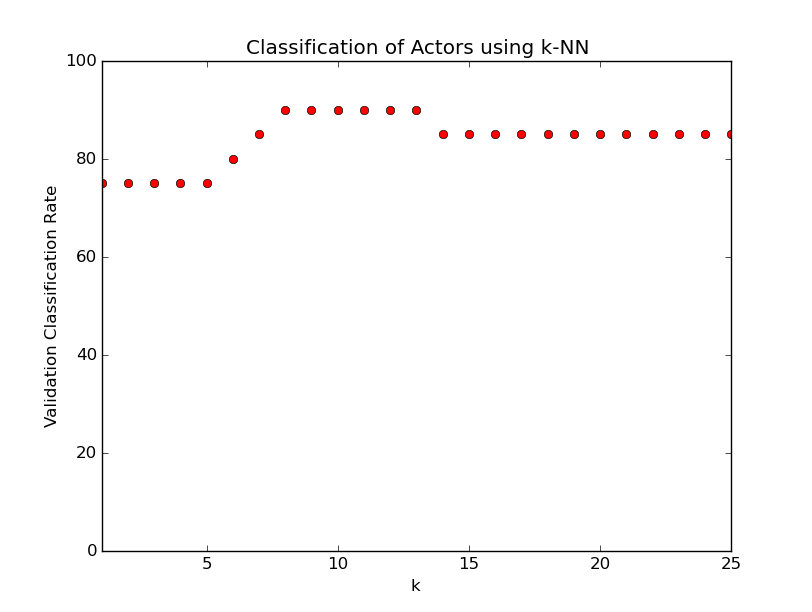 Classification of Actors using k-NN
100
80
60
40
20
0
Validation Classification Rate
5 10 15 20 25
k